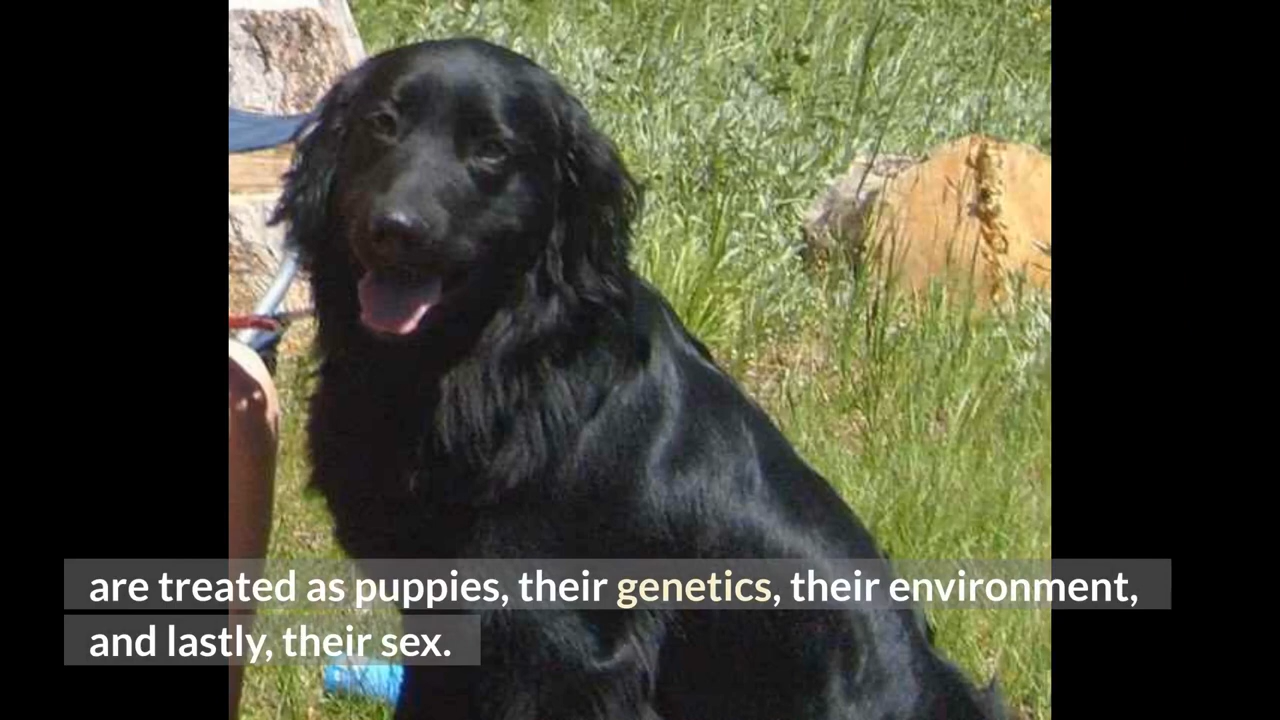 are treated as puppies, their genetics, their environment,
and lastly, their sex.